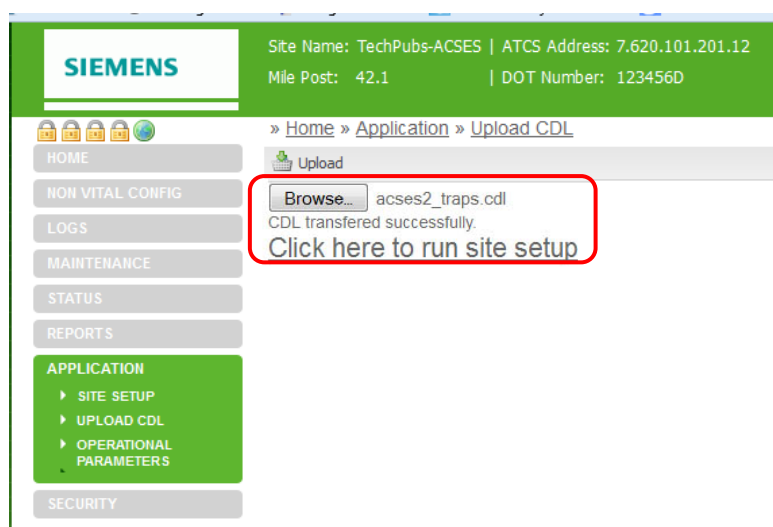 SIEMENS
Site Name: TechPubs-ACSES | ATCS Address: 7.620.101.201.12
Mile Post: 42.1 | DOT Number: 123456D
» Home » Application » Upload CDL
HOME
Upload
NON VITAL CONFIG
Browse... acses2_traps.cdl
LOGS
CDL transfered successfully.
Click here to run site setup
MAINTENANCE
STATUS
REPORTS
APPLICATION
SITE SETUP
UPLOAD CDL
OPERATIONAL
PARAMETERS
SECURITY